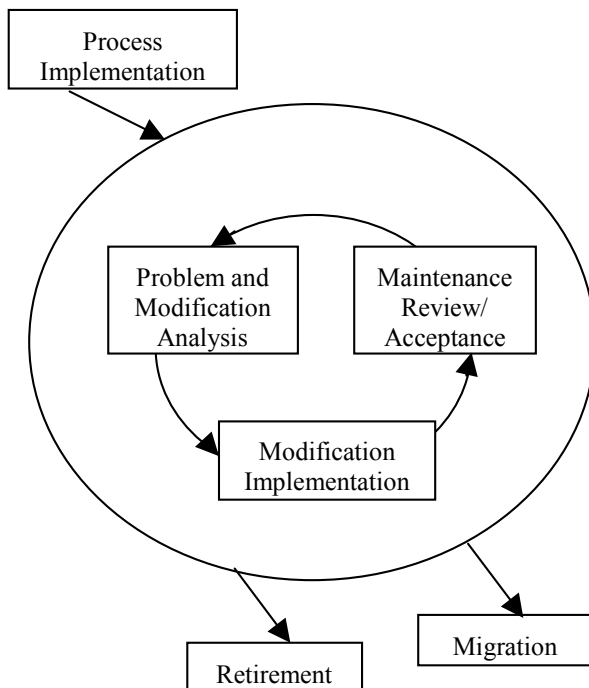 Process
Implementation
Problem and
Modification
Analysis
Maintenance
Review/
Acceptance
Modification
Implementation
Retirement
Migration